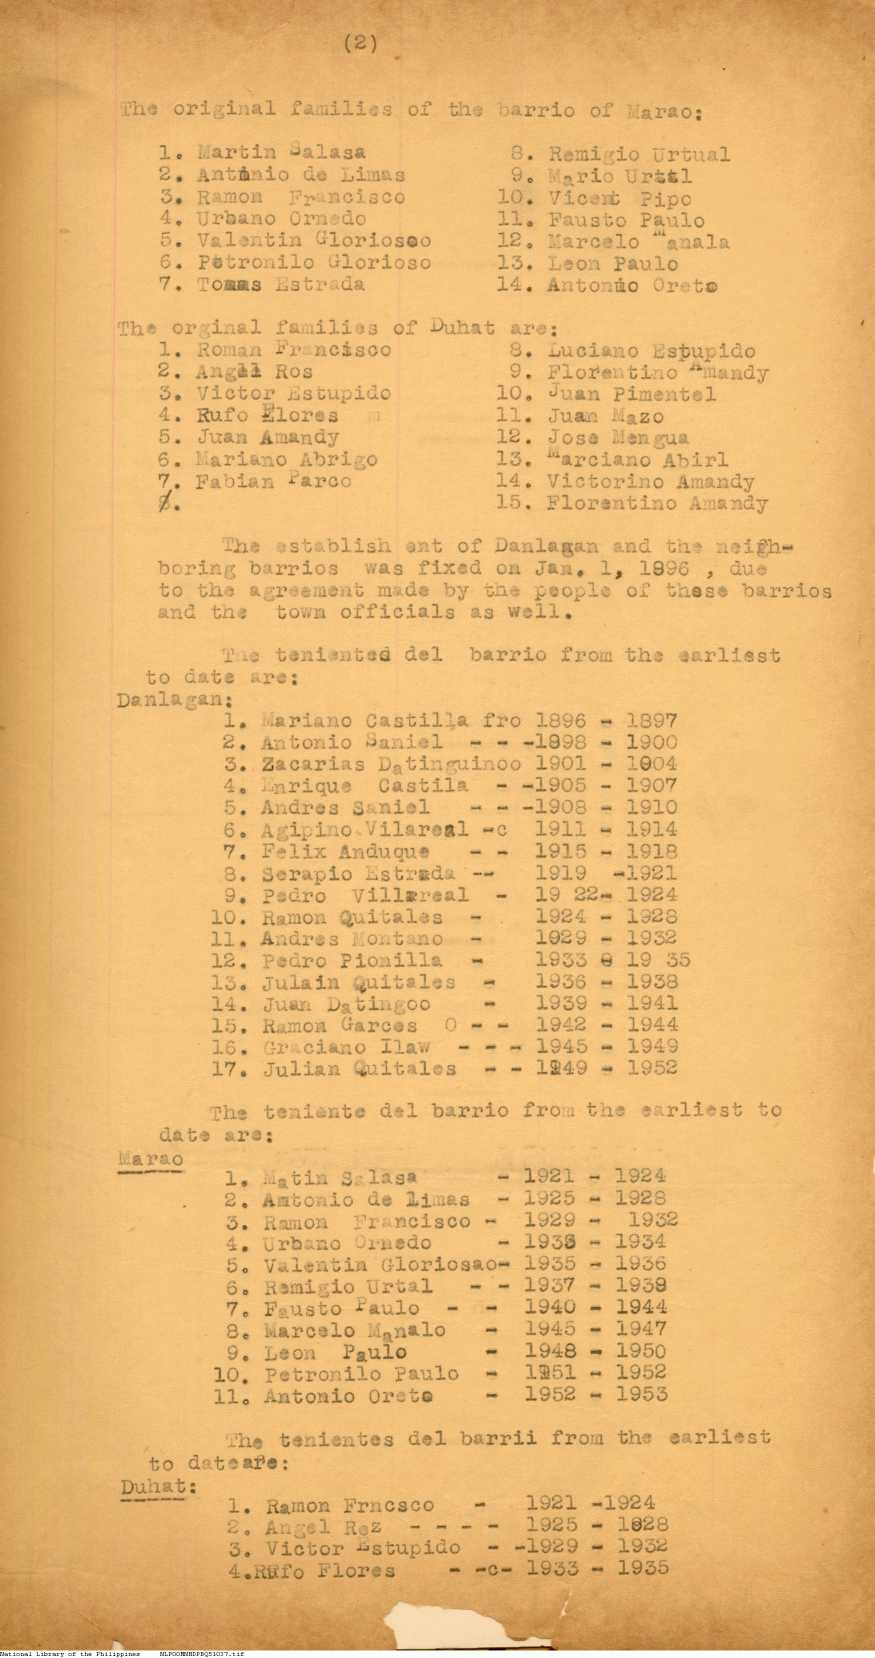 (2)
The original families of the barrio of Marao:
1. Martin Salasa 8. Remigio Urtual
2. Antonio de Limas 9. Mario Urtal
3. Ramon Francisco 10. Vicent Pipo
4. Urbano Ornedo 11. Fausto Paulo
5. Valentin Gloriosoo 12. Marcelo Manala
6. Petronilo Glorioso 13. Leon Paulo
7. Tomas Estrada 14. Antonio Oreto
The orginal families of Duhat are:
1. Roman Francisco 8. Luciano Estupido
2. Angel Ros 9. Florentino Amandy
3. Victor Estupido 10. Juan Pimentel
4. Rufo Flores 11. Juan Mazo
5. Juan Amandy 12. Jose Mengua
6. Mariano Abrigo 13. Marciano Abirl
7. Fabian Parco 14. Victorino Amandy
8. 15. Florentino Amandy
The establish ent of Danlagan and the neigh-
boring barrios was fixed on Jan. 1, 1896 , due
to the agreement made by the people of these barrios
and the town officials as well.
The tenientes del barrio from the earliest
to date are:
Danlagan:
1. Mariano Castilla fro 1896 - 1897
2. Antonio Saniel - - -1898 - 1900
3. Zacarias Datinguinoo 1901 - 1904
4. Enrique Castila - -1905 - 1907
5. Andres Saniel - - -1908 - 1910
6. Agipino Vilareal -c 1911 - 1914
7. Felix Anduque - - 1915 - 1918
8. Serapio Estrada -- 1919 -1921
9. Pedro Villareal - 19 22- 1924
10. Ramon Quitales - 1924 - 1928
11. Andres Montano - 1929 - 1932
12. Pedro Pionilla - 1933 - 19 35
13. Julain Quitales - 1936 - 1938
14. Juan Datingoo - 1939 - 1941
15. Ramon Garces O - - 1942 - 1944
16. Graciano Ilaw - - - 1945 - 1949
17. Julian Quitales - - 1949 - 1952
The teniente del barrio from the earliest to
date are:
Marao
1. Matin Salasa - 1921 - 1924
2. Antonio de limas - 1925 - 1928
3. Ramon Francisco - 1929 - 1932
4. Urbano Ornedo - 1933 - 1934
5. Valentin Gloriosao- 1935 - 1936
6. Remigio Urtal - - 1937 - 1939
7. Fausto Paulo - - 1940 - 1944
8. Marcelo Manalo - 1945 - 1947
9. Leon Paulo - 1948 - 1950
10. Petronilo Paulo - 1951 - 1952
11. Antonio Oreto - 1952 - 1953
The tenientes del barrii from the earliest
to dateare:
Duhat:
1. Ramon Frncsco - 1921 -1924
2. Angel Roz - - - - 1925 - 1928
3. Victor Estupido - -1929 - 1932
4.Rufo Flores - -c- 1933 - 1935
National Library of the Philippines NLPOOMNHDPBQ51037.tif